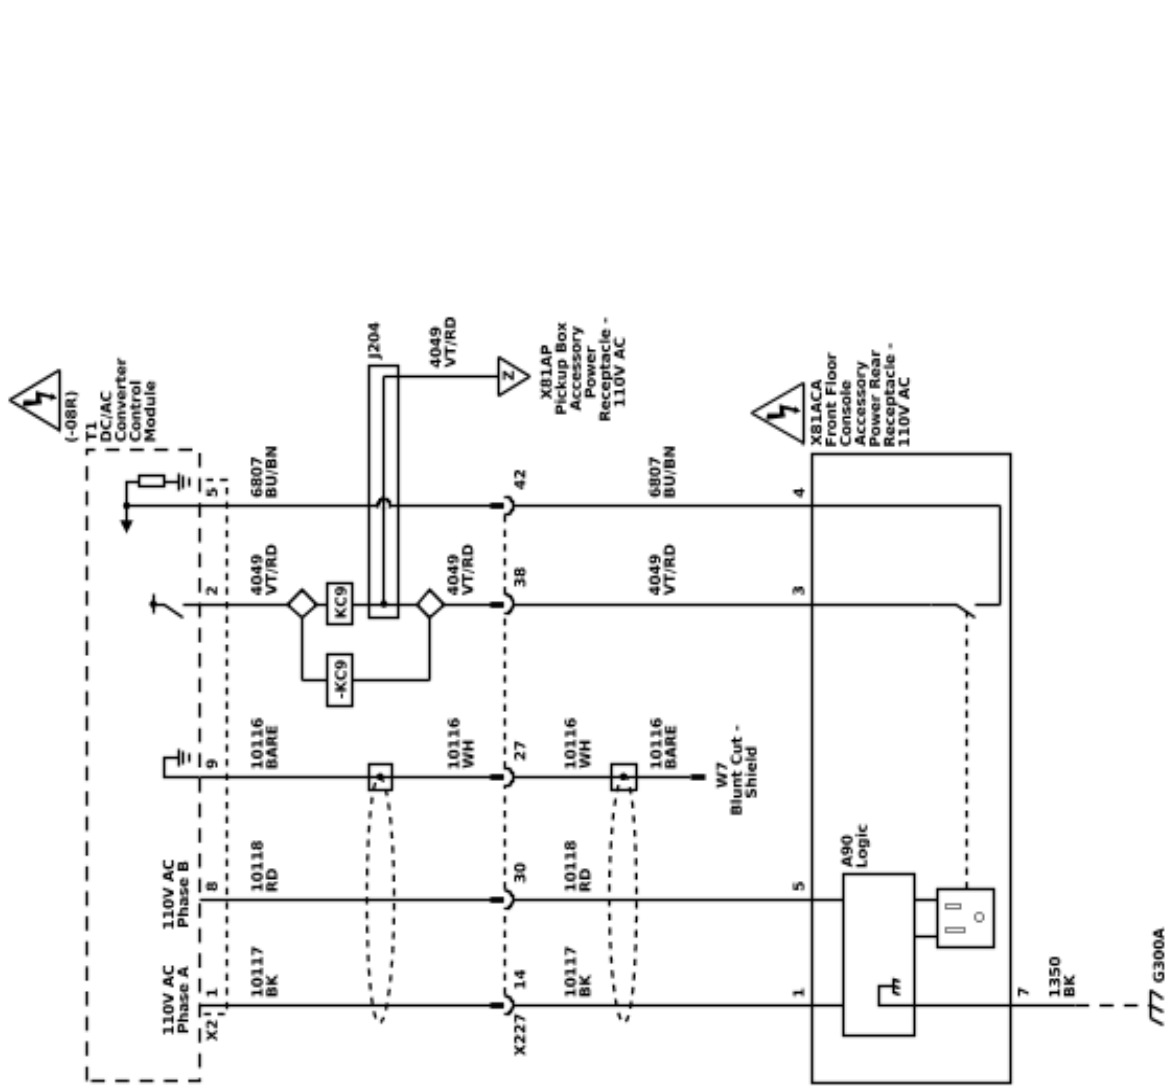 (-08R)
T1
DC/AC
Converter
Control
Module
110V AC
Phase A
110V AC
Phase B
X2
1
8
9
2
5
10117
BK
10118
RD
10116
BARE
4049
VT/RD
6807
BU/BN
-KC9
KC9
J204
4049
VT/RD
10116
WH
4049
VT/RD
Z
X81AP
Pickup Box
Accessory
Power
Receptacle -
110V AC
X227
14
30
27
38
42
10117
BK
10118
RD
10116
WH
10116
BARE
4049
VT/RD
6807
BU/BN
W7
Blunt Cut -
Shield
1
5
3
4
X81ACA
Front Floor
Console
Accessory
Power Rear
Receptacle -
110V AC
A90
Logic
7
1350
BK
G300A